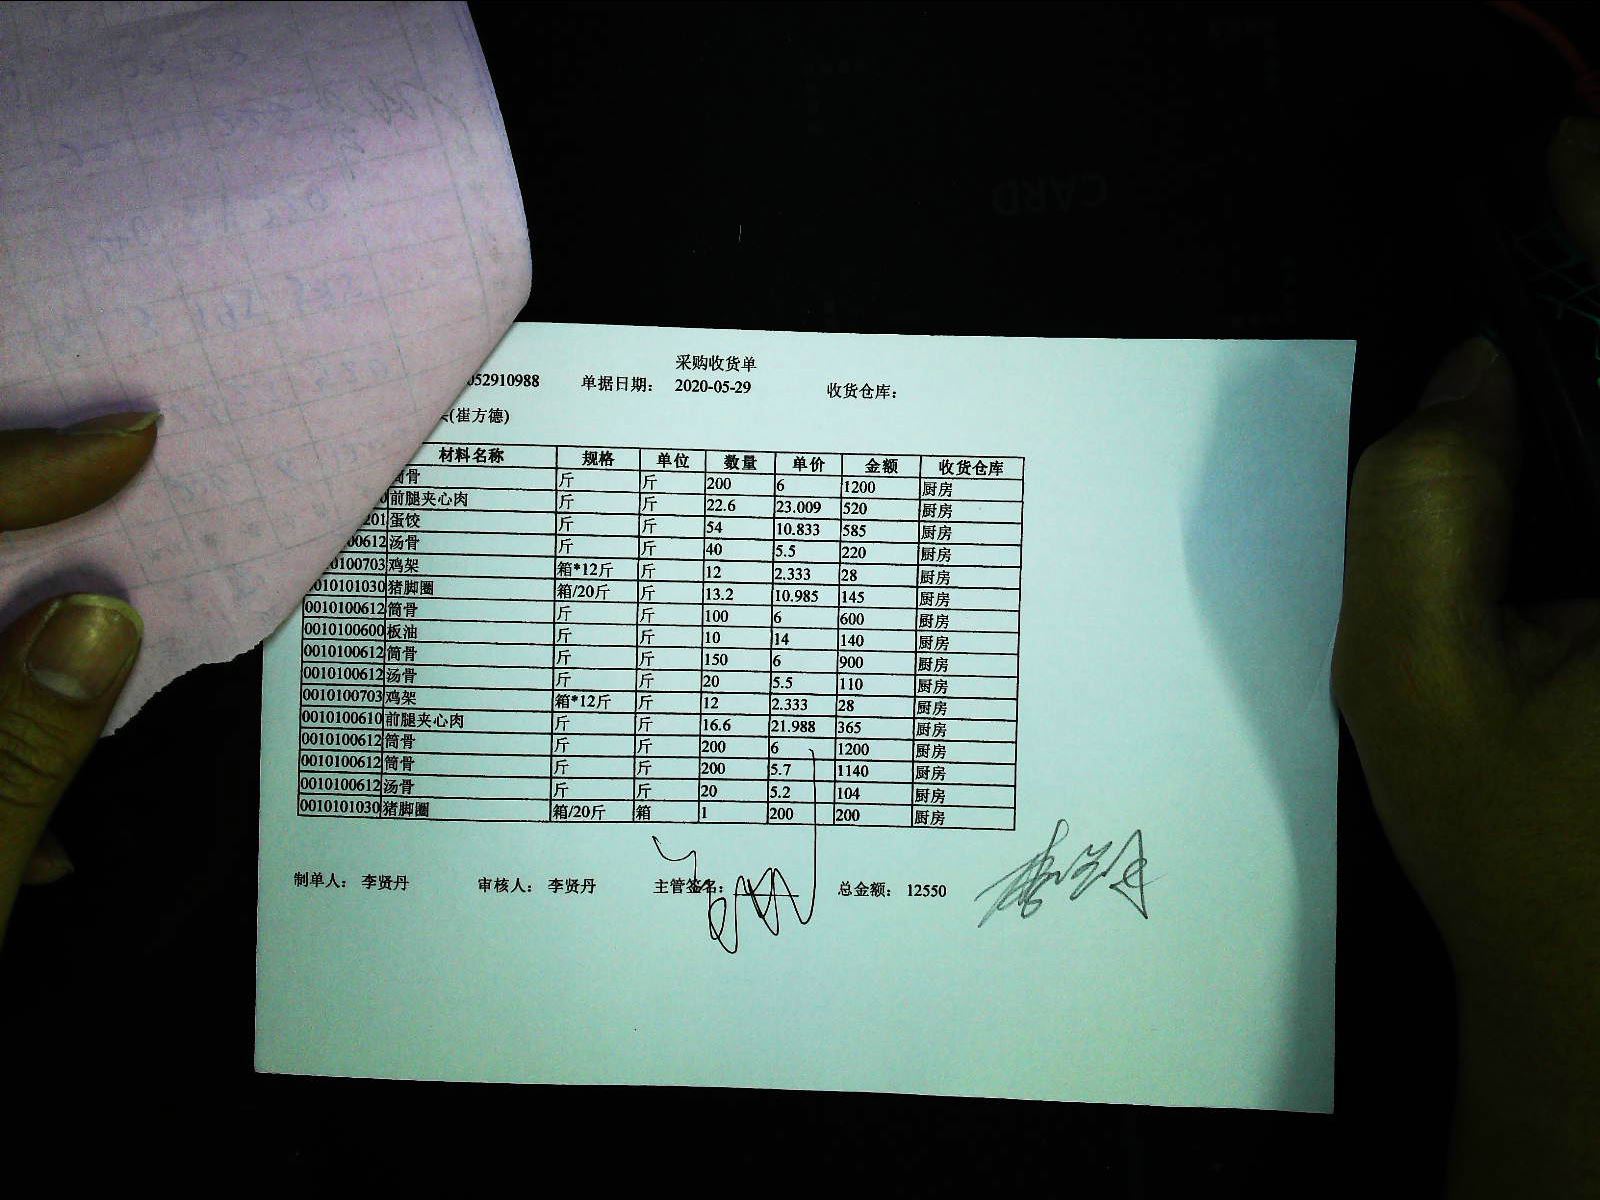 采购收货单
052910988 单据日期： 2020-05-29 收货仓库：
(崔方德)
材料名称 规格 单位 数量 单价 金额 收货仓库
筒骨 斤 斤 200 6 1200 厨房
前腿夹心肉 斤 斤 22.6 23.009 520 厨房
201 蛋饺 斤 斤 54 10.833 585 厨房
00612 汤骨 斤 斤 40 5.5 220 厨房
0100703 鸡架 箱*12斤 斤 12 2.333 28 厨房
0010101030 猪脚圈 箱/20斤 斤 13.2 10.985 145 厨房
0010100612 筒骨 斤 斤 100 6 600 厨房
0010100600 板油 斤 斤 10 14 140 厨房
0010100612 筒骨 斤 斤 150 6 900 厨房
0010100612 汤骨 斤 斤 20 5.5 110 厨房
0010100703 鸡架 箱*12斤 斤 12 2.333 28 厨房
0010100610 前腿夹心肉 斤 斤 16.6 21.988 365 厨房
0010100612 筒骨 斤 斤 200 6 1200 厨房
0010100612 筒骨 斤 斤 200 5.7 1140 厨房
0010100612 汤骨 斤 斤 20 5.2 104 厨房
0010101030 猪脚圈 箱/20斤 箱 1 200 200 厨房
制单人： 李贤丹 审核人： 李贤丹 主管签名： 总金额： 12550